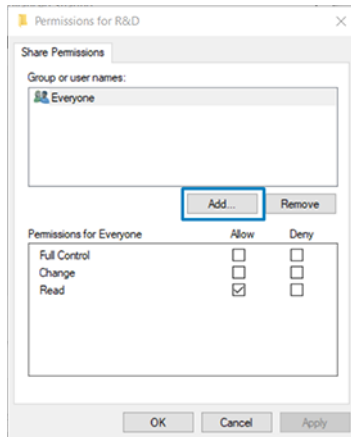 Permissions for R&D
Share Permissions
Group or user names:
Everyone
Add...
Remove
Permissions for Everyone Allow Deny
Full Control
Change
Read
OK Cancel Apply